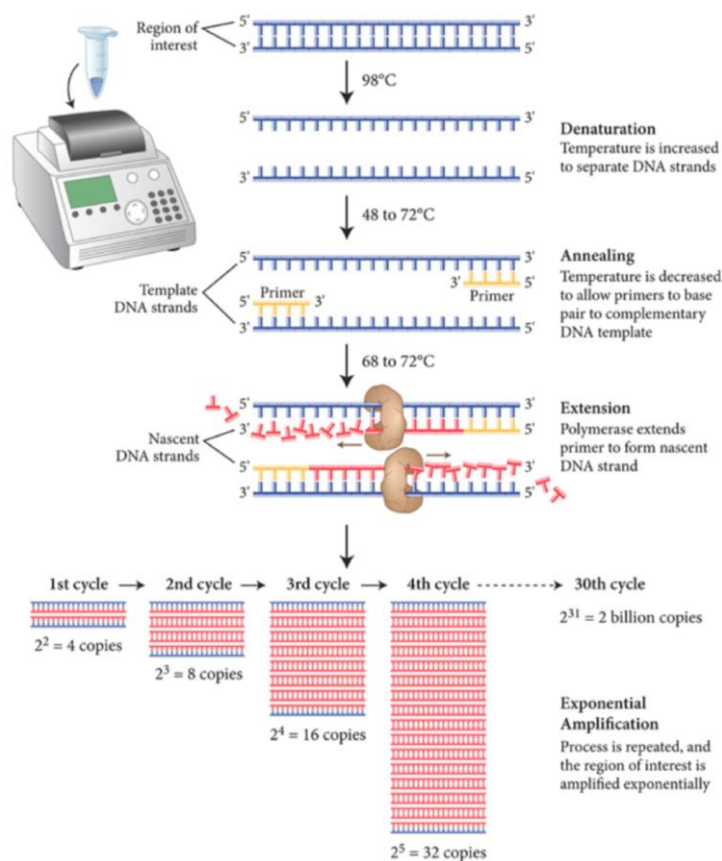 Region of
interest
5' 3'
3' 5'
98°C
5' 3'
3' 5'
Denaturation
Temperature is increased
to separate DNA strands
48 to 72°C
5' 3'
3' 5'
Primer
Template
DNA strands
5' Primer 3'
3' 5'
Annealing
Temperature is decreased
to allow primers to base
pair to complementary
DNA template
68 to 72°C
5' 3'
3' 5'
Nascent
DNA strands
5' 3'
3' 5'
Extension
Polymerase extends
primer to form nascent
DNA strand
1st cycle 2nd cycle 3rd cycle 4th cycle 30th cycle
2² = 4 copies
2³ = 8 copies
2⁴ = 16 copies
2⁵ = 32 copies
2³¹ = 2 billion copies
Exponential
Amplification
Process is repeated, and
the region of interest is
amplified exponentially